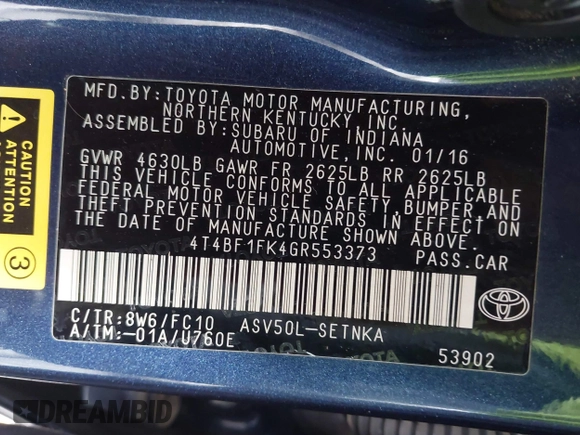 MFD.BY:TOYOTA MOTOR MANUFACTURING,
NORTHERN KENTUCKY,INC.
ASSEMBLED BY:SUBARU OF INDIANA
AUTOMOTIVE,INC. 01/16
GVWR 4630LB GAWR FR 2625LB RR 2625LB
THIS VEHICLE CONFORMS TO ALL APPLICABLE
FEDERAL MOTOR VEHICLE SAFETY,BUMPER,AND
THEFT PREVENTION STANDARDS IN EFFECT ON
THE DATE OF MANUFACTURE SHOWN ABOVE.
4T4BF1FK4GR553373 PASS.CAR
C/TR:8W6/FC10 ASV50L-SETNKA
A/TM:-01A/U760E
53902
CAUTION
ATTENTION
3
TOYOTA
DREAMBID